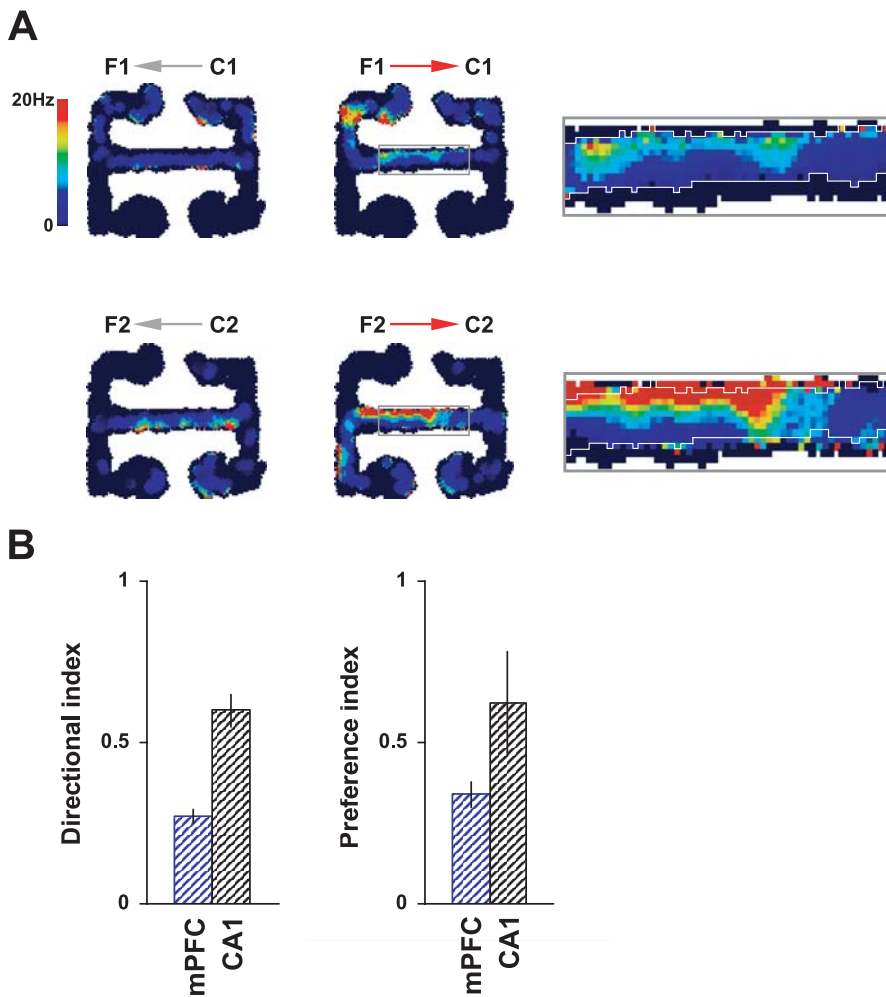 A
F1 C1
F1 C1
20Hz
0
F2 C2
F2 C2
B
1
0.5
0
Directional index
mPFC
CA1
1
0.5
0
Preference index
mPFC
CA1